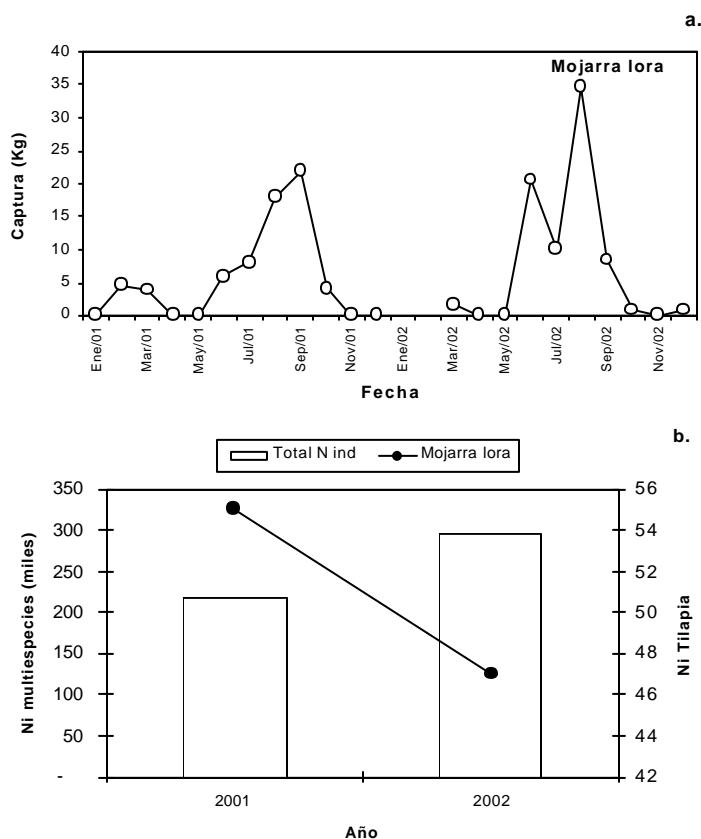 a.
Mojarra lora
Captura (Kg)
40
35
30
25
20
15
10
5
0
Ene/01
Mar/01
May/01
Jul/01
Sep/01
Nov/01
Ene/02
Mar/02
May/02
Jul/02
Sep/02
Nov/02
Fecha
b.
Total N ind
Mojarra lora
Ni multiespecies (miles)
350
300
250
200
150
100
50
-
56
54
52
50
48
46
44
42
Ni Tilapia
2001
2002
Año